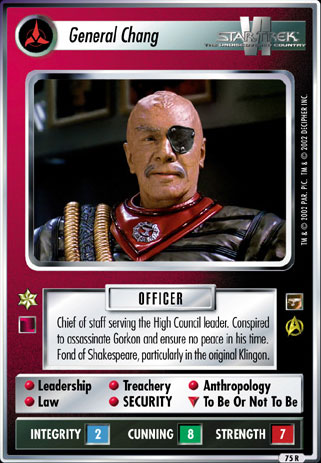 General Chang
STAR TREK VI
THE UNDISCOVERED COUNTRY
TM & © 2002 PAR. PIC. TM & © 2002 DECIPHER INC.
OFFICER
Chief of staff serving the High Council leader. Conspired
to assassinate Gorkon and ensure no peace in his time.
Fond of Shakespeare, particularly in the original Klingon.
Leadership Treachery Anthropology
Law SECURITY To Be Or Not To Be
INTEGRITY 2 CUNNING 8 STRENGTH 7
75 R